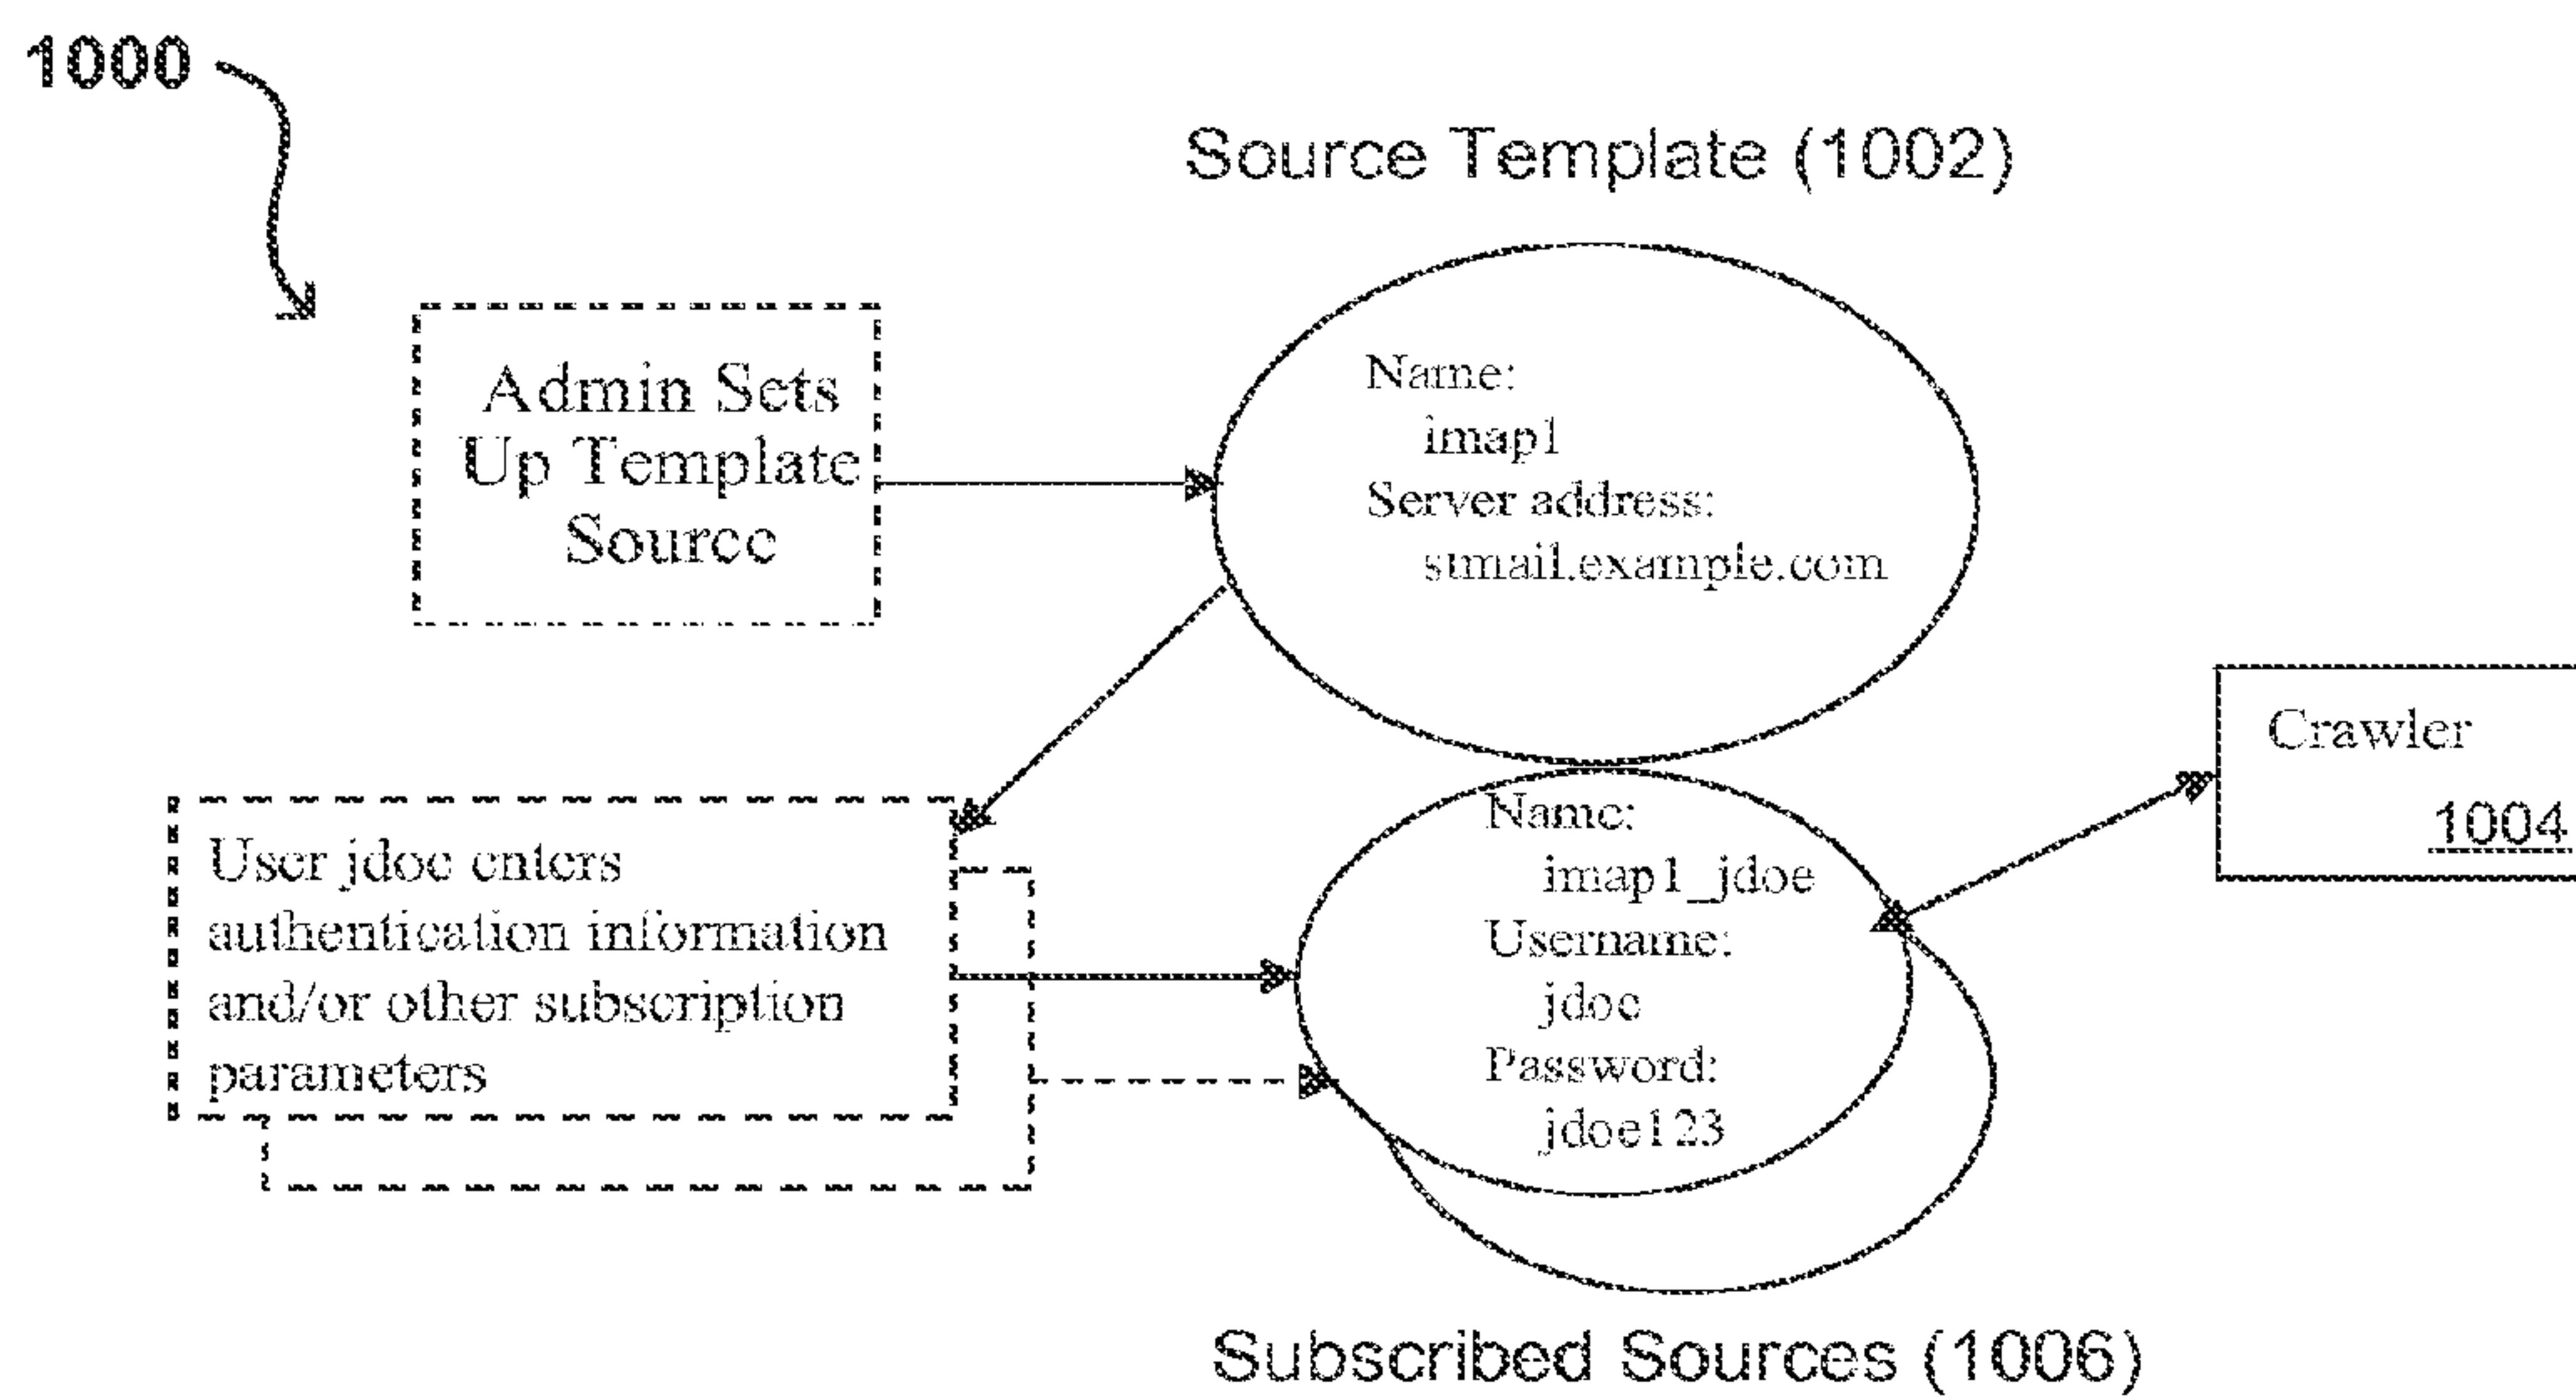 1000
Source Template (1002)
Admin Sets
Up Template
Source
Name:
imap1
Server address:
stmail.example.com
Crawler
1004
User jdoe enters
authentication information
and/or other subscription
parameters
Name:
imap1_jdoe
Username:
jdoe
Password:
jdoe123
Subscribed Sources (1006)